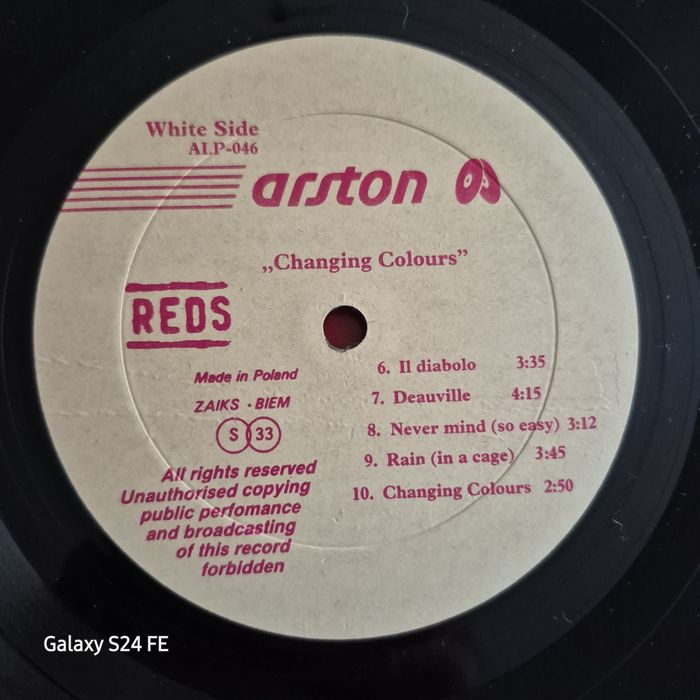 White Side
ALP-046
arston
„Changing Colours”
REDS
Made in Poland
ZAIKS · BIEM
S 33
All rights reserved
Unauthorised copying
public perfomance
and broadcasting
of this record
forbidden
6. Il diabolo 3:35
7. Deauville 4:15
8. Never mind (so easy) 3:12
9. Rain (in a cage) 3:45
10. Changing Colours 2:50
Galaxy S24 FE